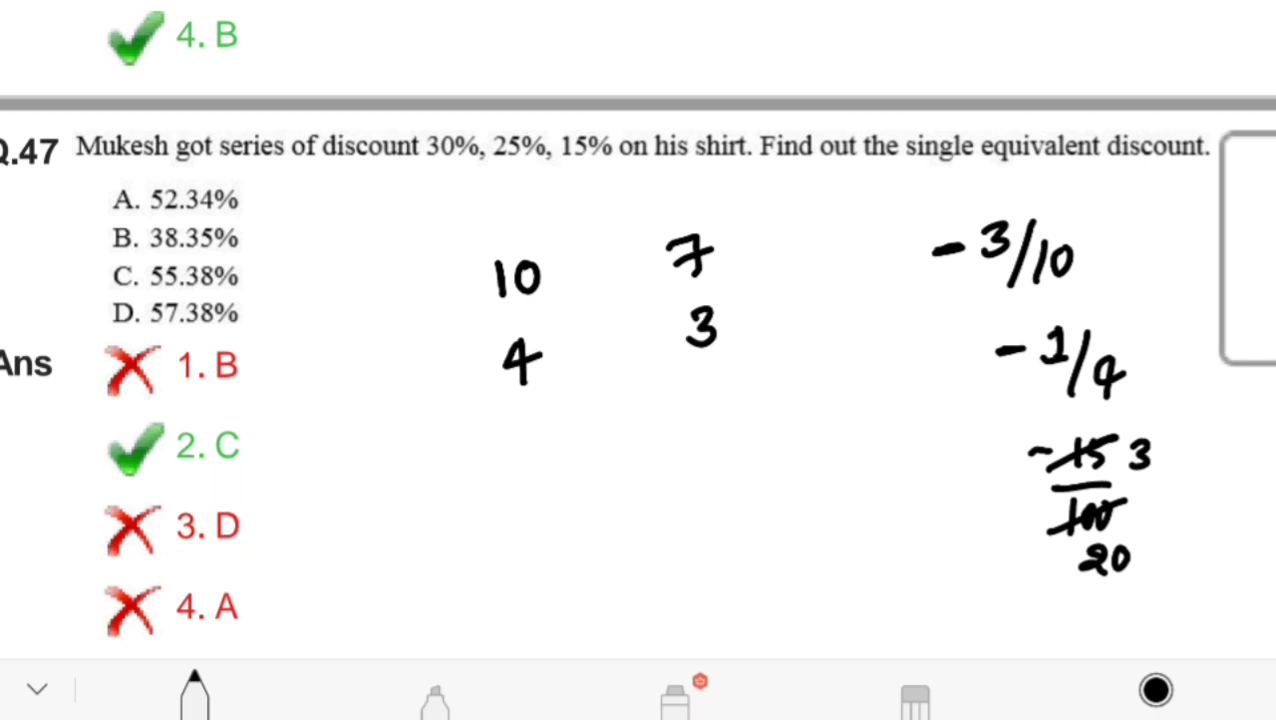 4. B
Q.47 Mukesh got series of discount 30%, 25%, 15% on his shirt. Find out the single equivalent discount.
A. 52.34%
B. 38.35%
C. 55.38%
D. 57.38%
Ans 1. B
2. C
3. D
4. A
10 7
4 3
- 3/10
- 1/4
- 15 3
100
20